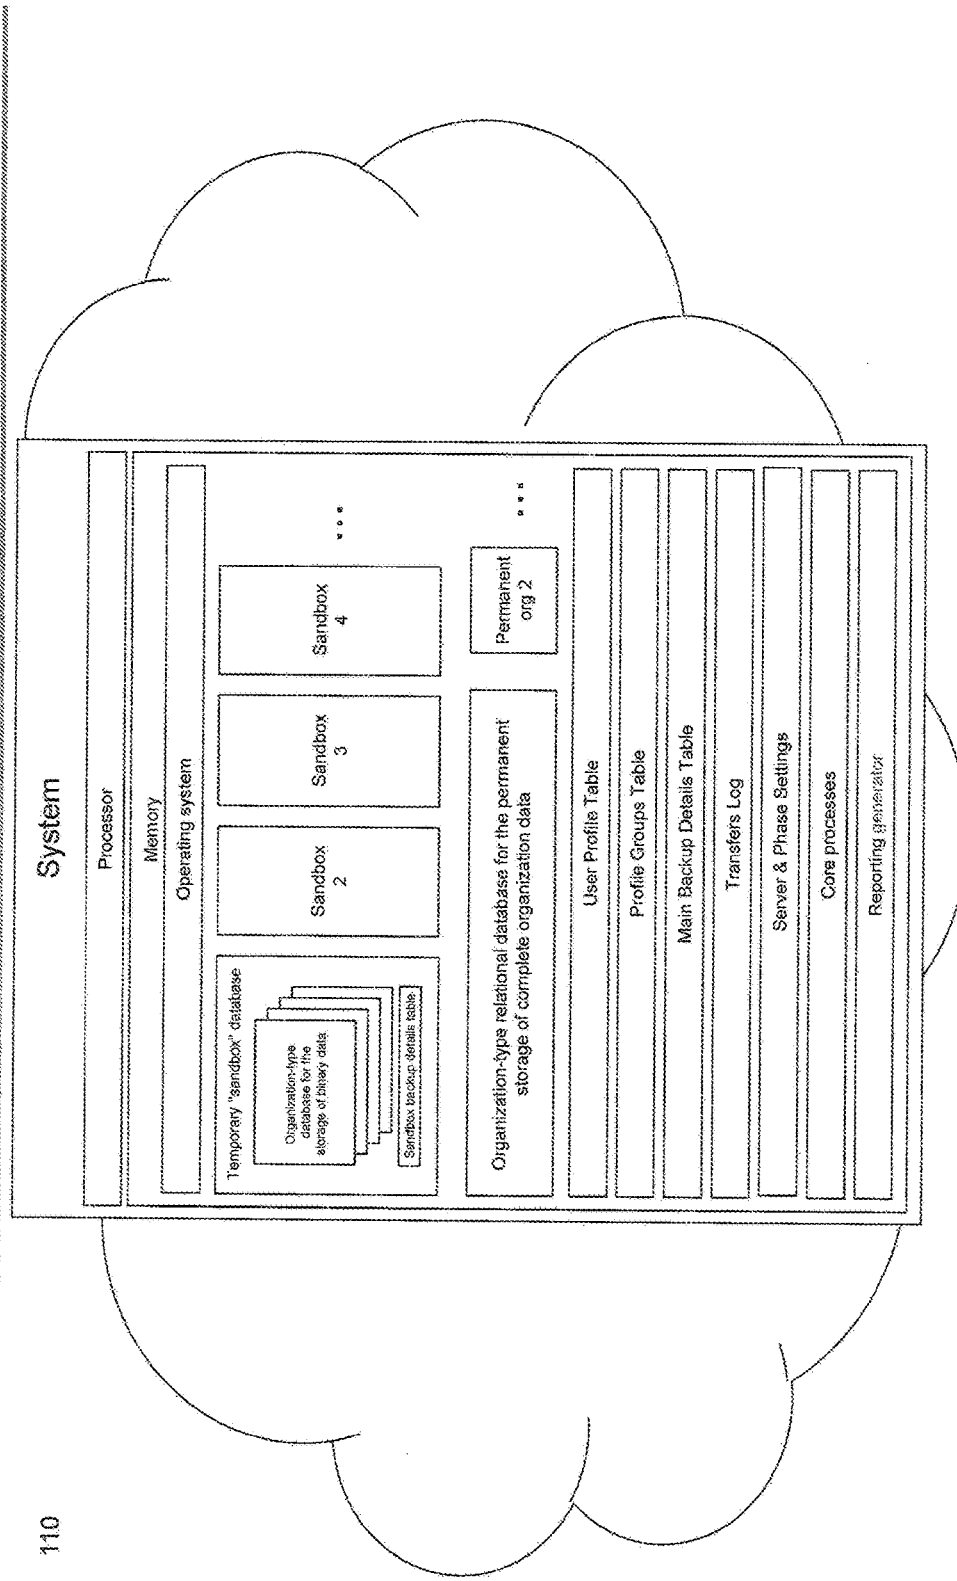 110
System
Processor
Memory
Operating system
Temporary "sandbox" database
Organization-type
database for the
storage of binary data
Sandbox backup details table
Sandbox
2
Sandbox
3
Sandbox
4
Organization-type relational database for the permanent
storage of complete organization data
Permanent
org 2
User Profile Table
Profile Groups Table
Main Backup Details Table
Transfers Log
Server & Phase Settings
Core processes
Reporting generator